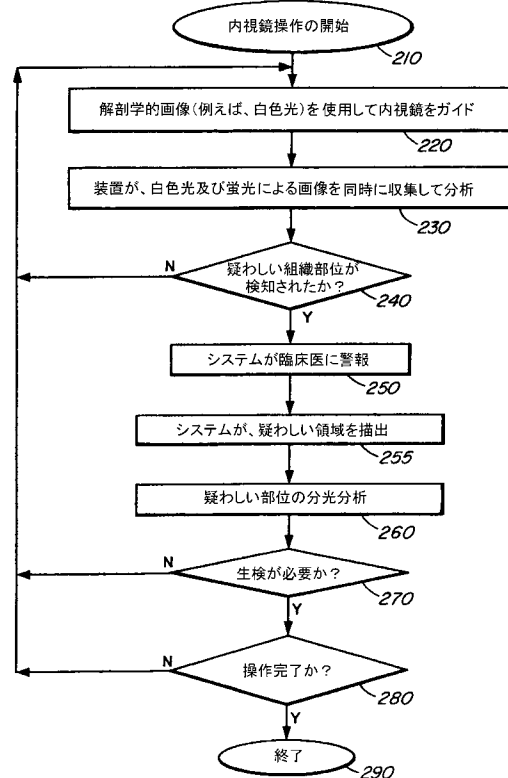 内視鏡操作の開始
210
解剖学的画像(例えば、白色光)を使用して内視鏡をガイド
220
装置が、白色光及び蛍光による画像を同時に収集して分析
230
疑わしい組織部位が
検知されたか?
N
240
Y
システムが臨床医に警報
250
システムが、疑わしい領域を描出
255
疑わしい部位の分光分析
260
N
生検が必要か?
270
Y
N
操作完了か?
280
Y
終了
290